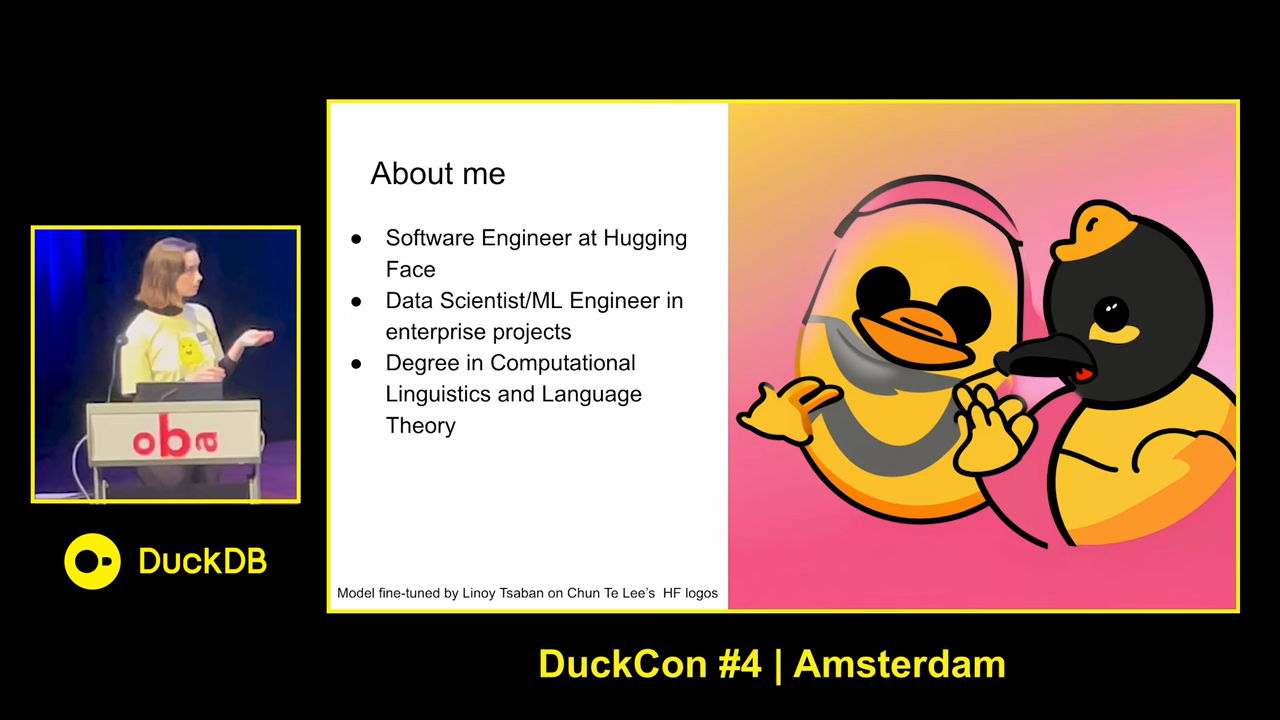 About me
● Software Engineer at Hugging
Face
● Data Scientist/ML Engineer in
enterprise projects
● Degree in Computational
Linguistics and Language
Theory
Model fine-tuned by Linoy Tsaban on Chun Te Lee's HF logos
oba
DuckDB
DuckCon #4 | Amsterdam